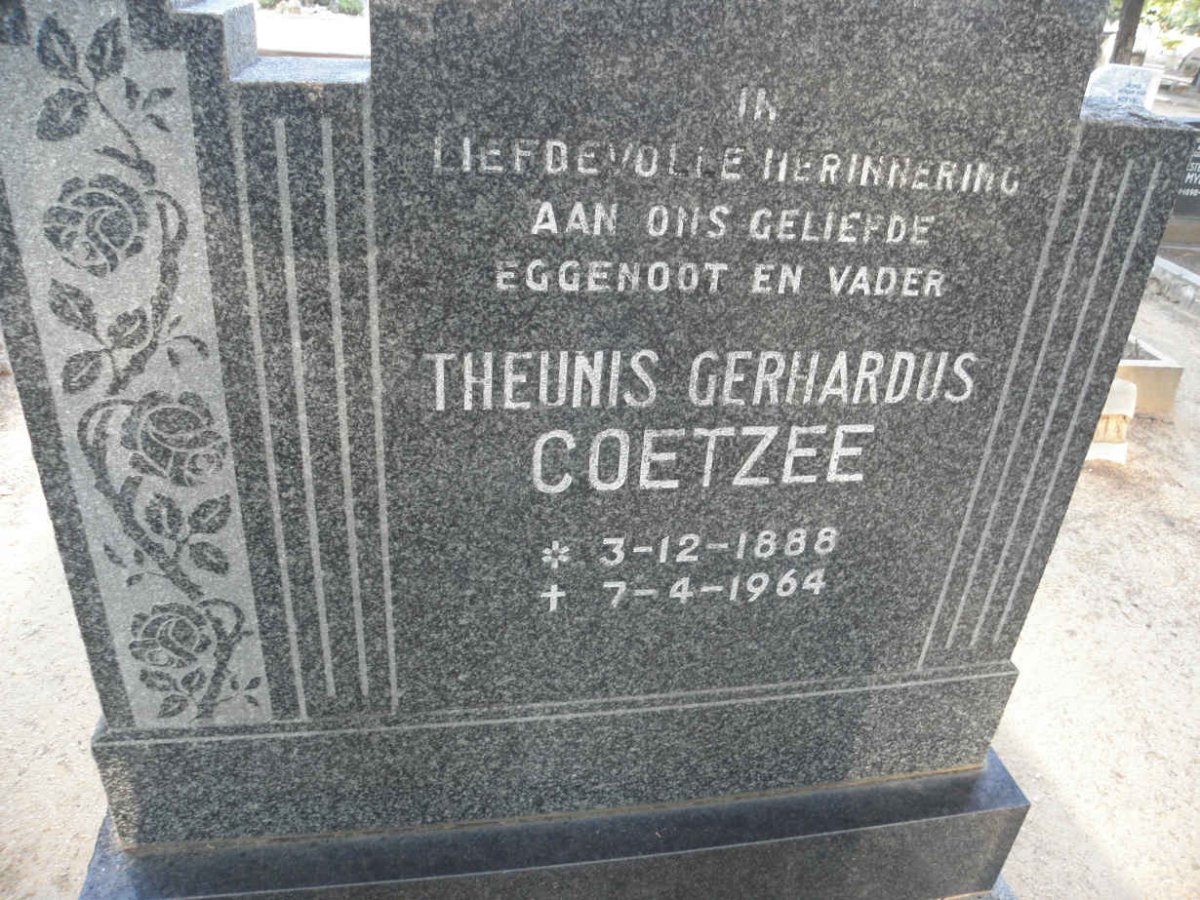 IN
LIEFDEVOLLE HERINNERING
AAN ONS GELIEFDE
EGGENOOT EN VADER
THEUNIS GERHARDUS
COETZEE
* 3-12-1888
† 7-4-1964